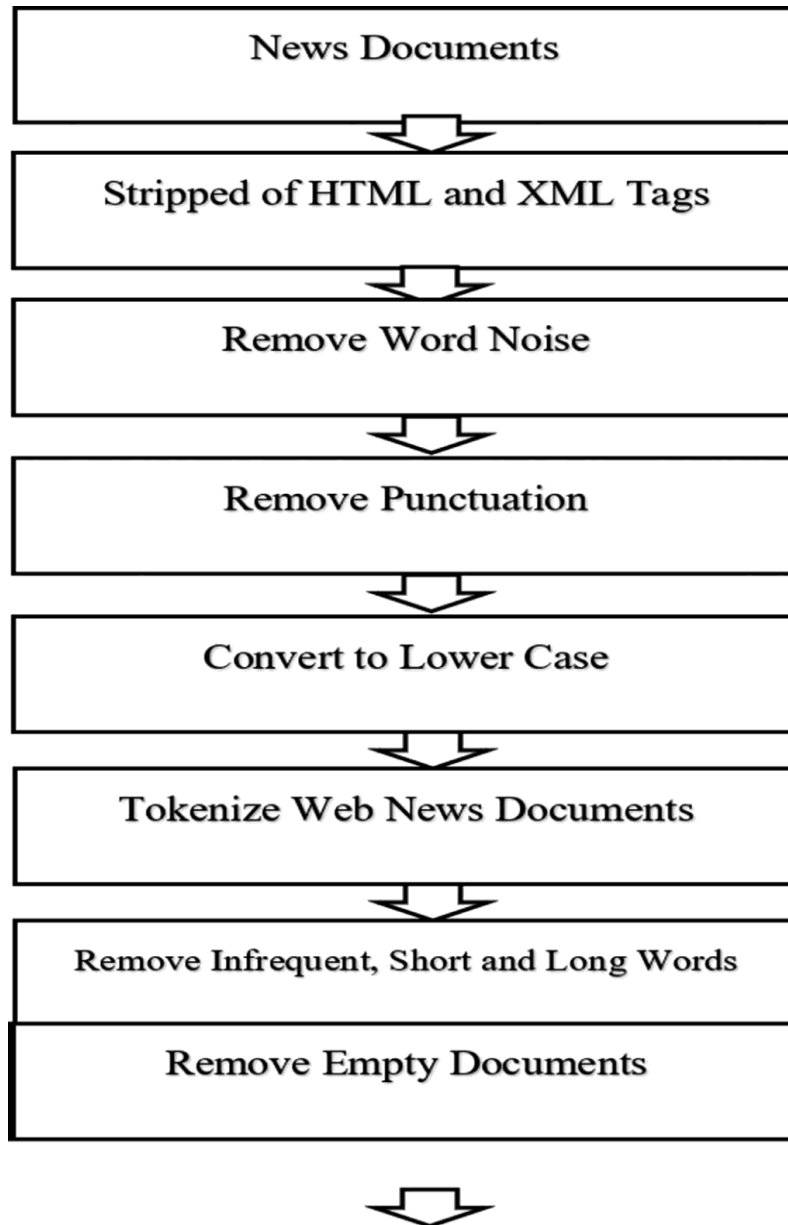 News Documents
Stripped of HTML and XML Tags
Remove Word Noise
Remove Punctuation
Convert to Lower Case
Tokenize Web News Documents
Remove Infrequent, Short and Long Words
Remove Empty Documents